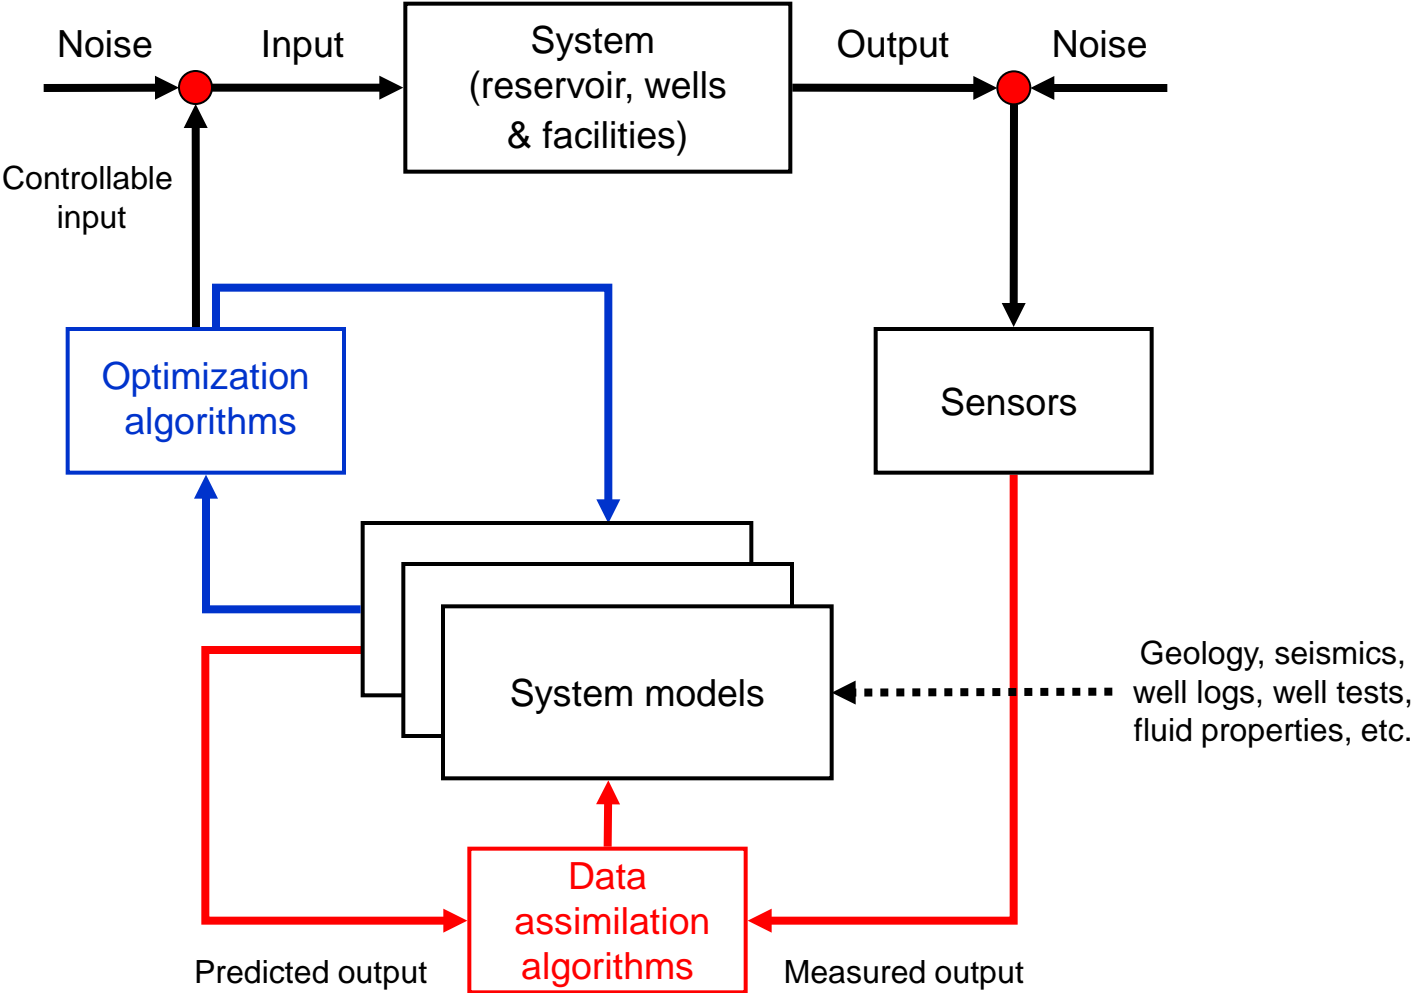 Noise
Input
System
(reservoir, wells
& facilities)
Output
Noise
Controllable
input
Optimization
algorithms
Sensors
System models
Geology, seismics,
well logs, well tests,
fluid properties, etc.
Data
assimilation
algorithms
Predicted output
Measured output